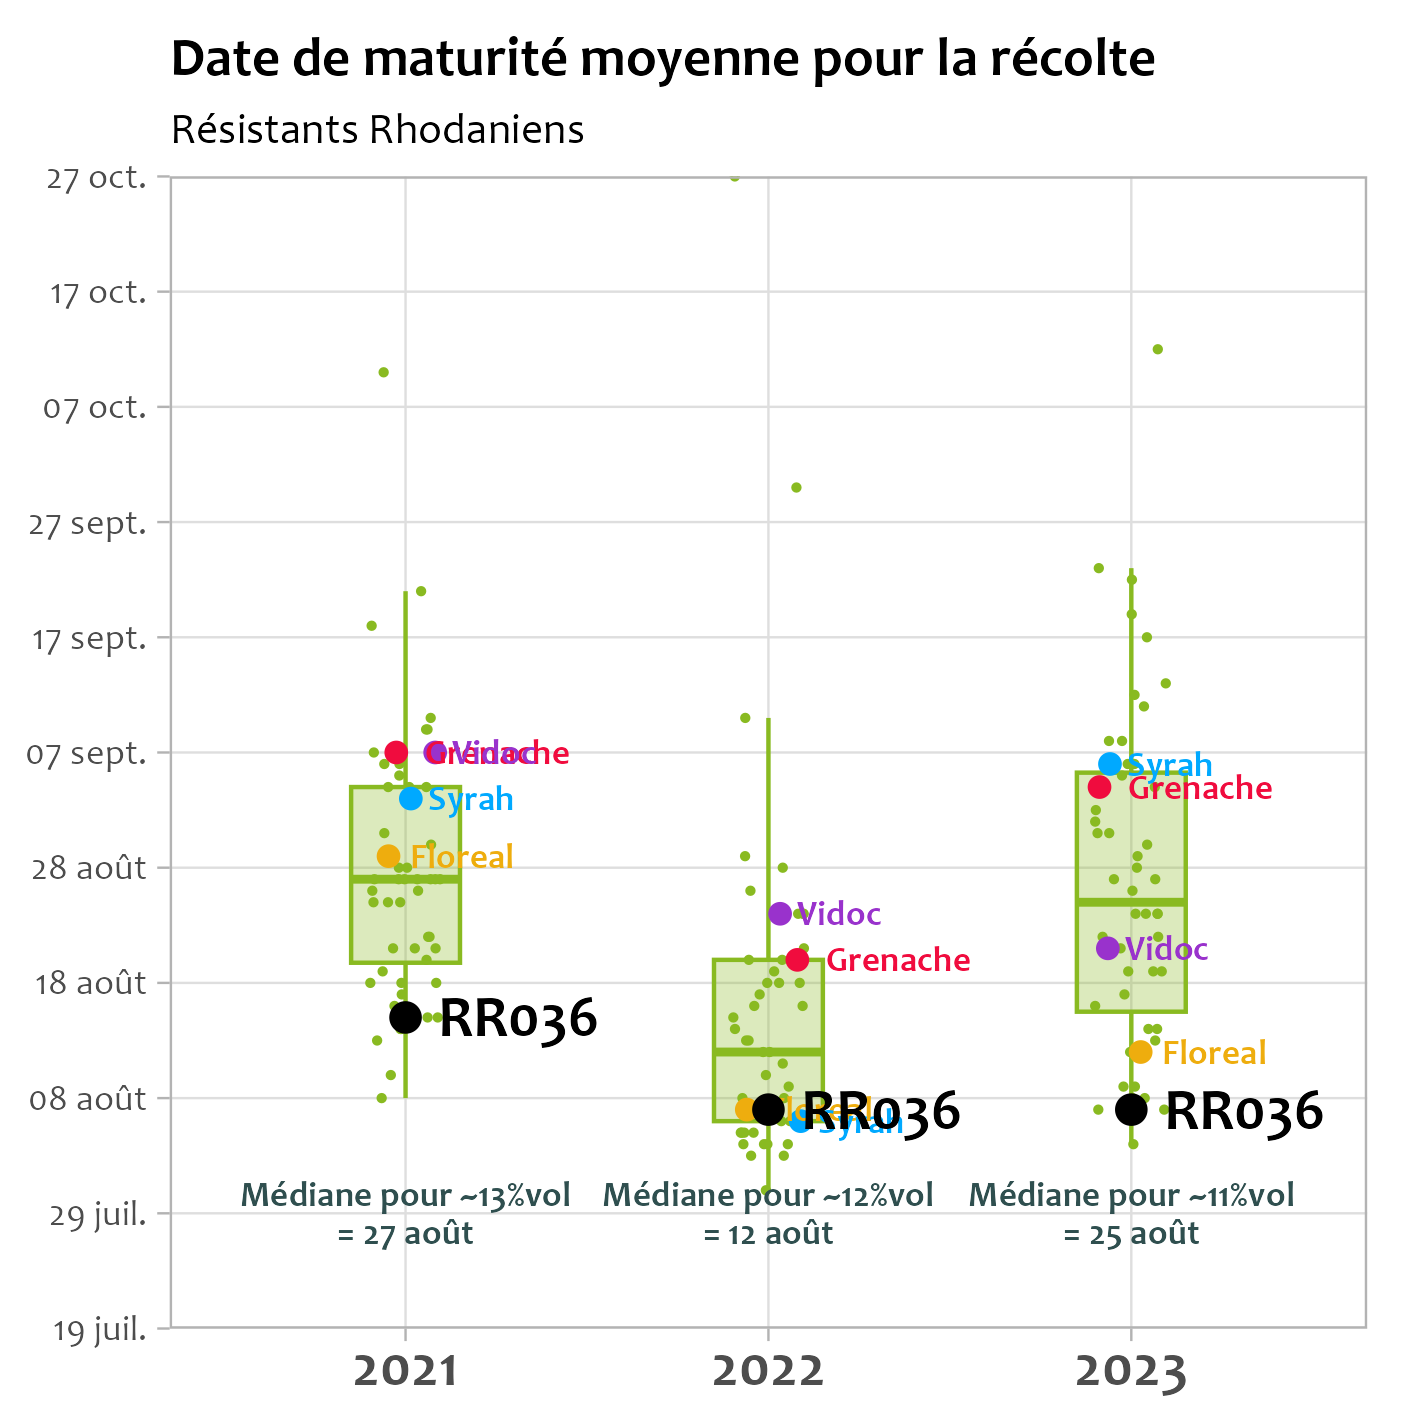 Date de maturité moyenne pour la récolte
Résistants Rhodaniens
27 oct.
17 oct.
07 oct.
27 sept.
17 sept.
07 sept.
28 août
18 août
08 août
29 juil.
19 juil.
Grenache
Vidoc
Syrah
Floreal
RR036
Vidoc
Grenache
Floreal
RR036
Syrah
Syrah
Grenache
Vidoc
Floreal
RR036
Médiane pour ~13%vol
= 27 août
Médiane pour ~12%vol
= 12 août
Médiane pour ~11%vol
= 25 août
2021
2022
2023